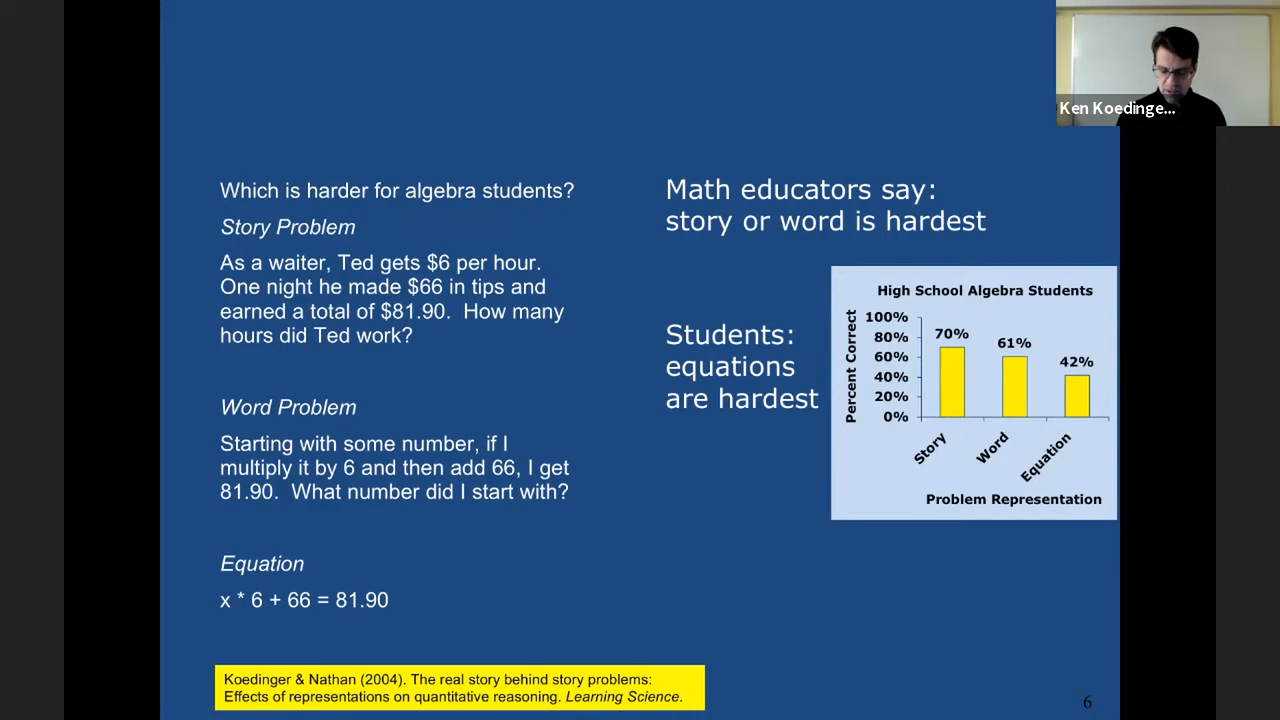 Ken Koedinge...
Which is harder for algebra students?
Story Problem
As a waiter, Ted gets $6 per hour.
One night he made $66 in tips and
earned a total of $81.90.  How many
hours did Ted work?
Word Problem
Starting with some number, if I
multiply it by 6 and then add 66, I get
81.90.  What number did I start with?
Equation
x * 6 + 66 = 81.90
Math educators say:
story or word is hardest
Students:
equations
are hardest
High School Algebra Students
Percent Correct
100%
80%
60%
40%
20%
0%
70%
61%
42%
Story
Word
Equation
Problem Representation
Koedinger & Nathan (2004). The real story behind story problems:
Effects of representations on quantitative reasoning. Learning Science.
6